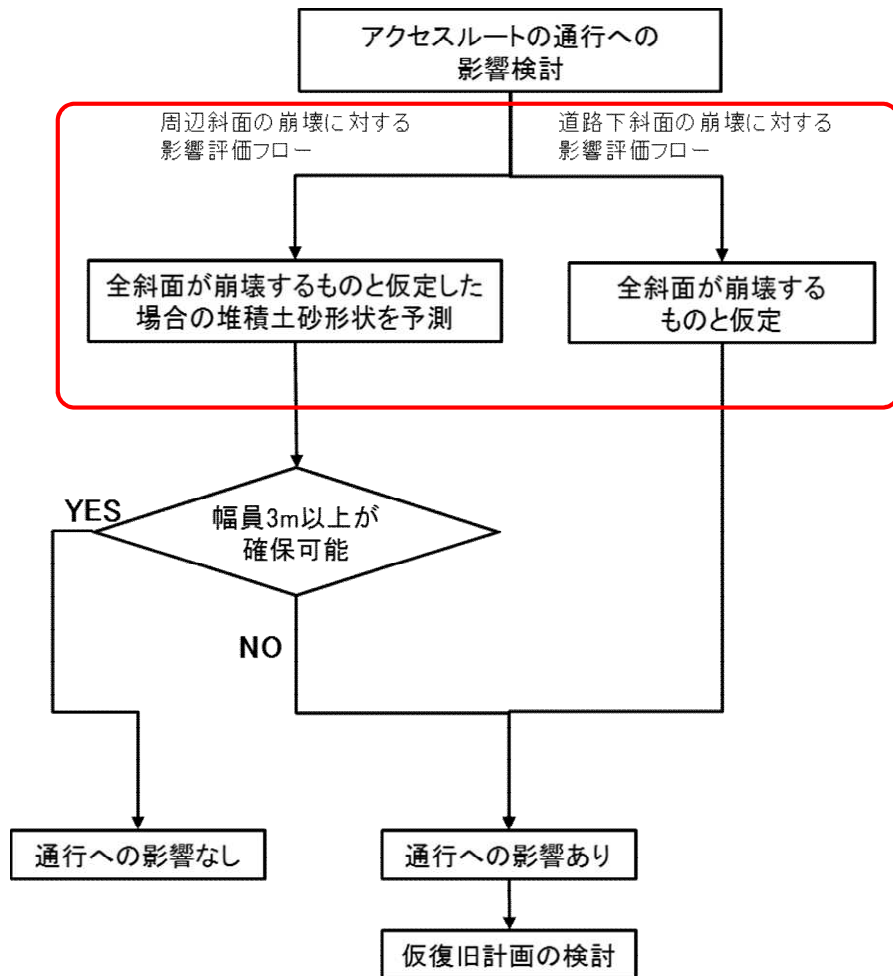 アクセスルートの通行への
影響検討
周辺斜面の崩壊に対する
影響評価フロー
道路下斜面の崩壊に対する
影響評価フロー
全斜面が崩壊するものと仮定した
場合の堆積土砂形状を予測
全斜面が崩壊する
ものと仮定
YES
幅員3m以上が
確保可能
NO
通行への影響なし
通行への影響あり
仮復旧計画の検討